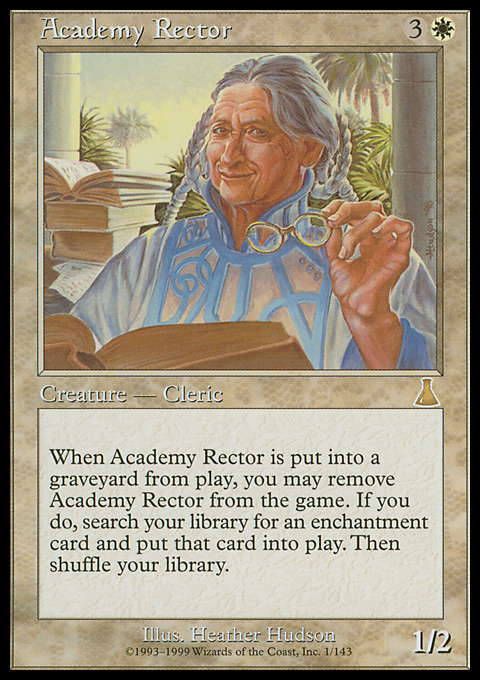 Academy Rector 3
Hudson 98
Creature — Cleric
When Academy Rector is put into a
graveyard from play, you may remove
Academy Rector from the game. If you
do, search your library for an enchantment
card and put that card into play. Then
shuffle your library.
Illus. Heather Hudson
1/2
©1993–1999 Wizards of the Coast, Inc. 1/143